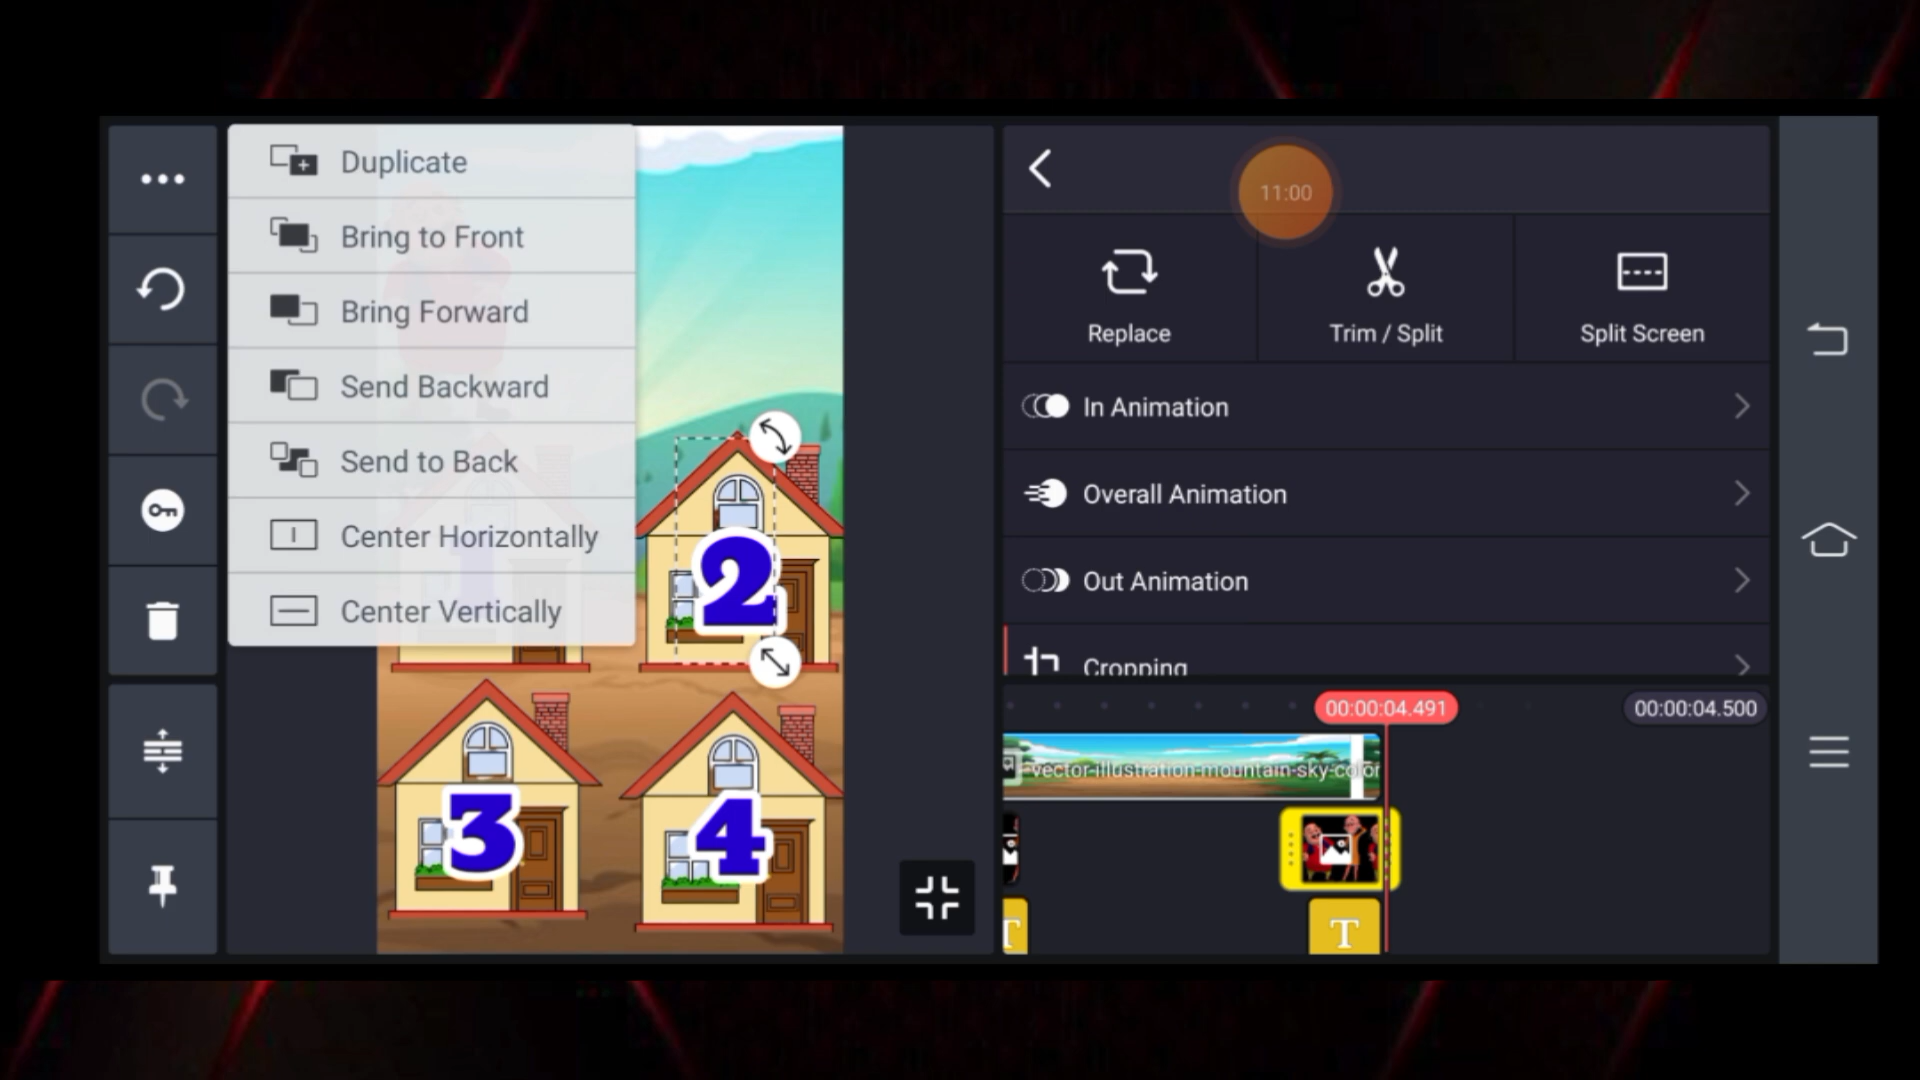 Duplicate
Bring to Front
Bring Forward
Send Backward
Send to Back
Center Horizontally
Center Vertically
2
3
4
11:00
Replace
Trim / Split
Split Screen
In Animation
Overall Animation
Out Animation
Cropping
00:00:04.491
00:00:04.500
vector-illustration-mountain-sky-color
T
T